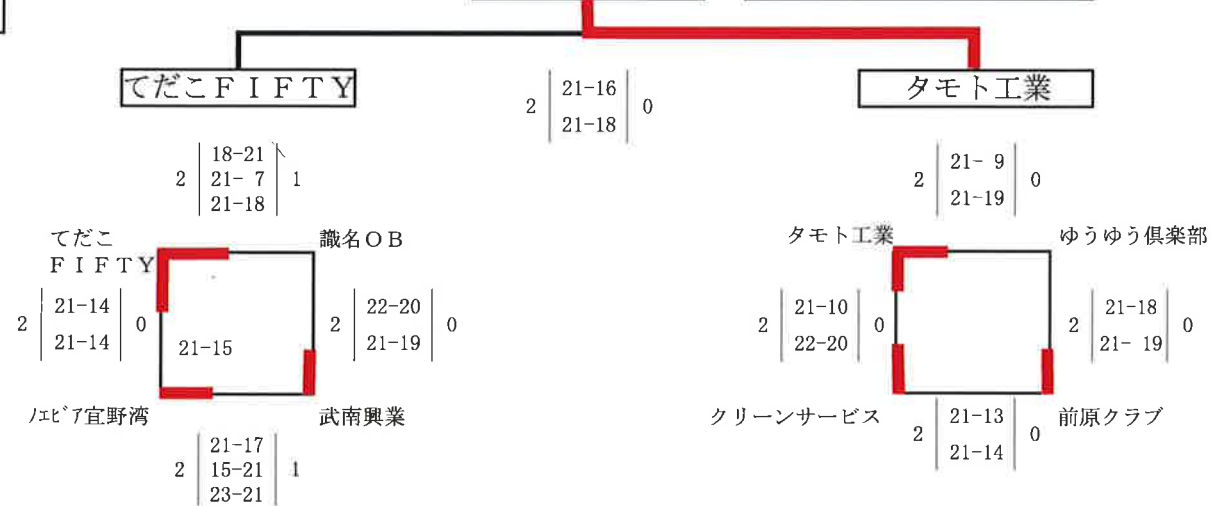 てだこＦＩＦＴＹ
タモト工業
2 21-16 0
21-18
18-21
2 21- 7 1
21-18
2 21- 9 0
21-19
てだこ
ＦＩＦＴＹ
識名ＯＢ
タモト工業
ゆうゆう倶楽部
2 21-14 0
21-14
21-15
2 22-20 0
21-19
2 21-10 0
22-20
2 21-18 0
21- 19
ﾉｴﾋﾞｱ宜野湾
武南興業
クリーンサービス
前原クラブ
21-17
2 15-21 1
23-21
2 21-13 0
21-14